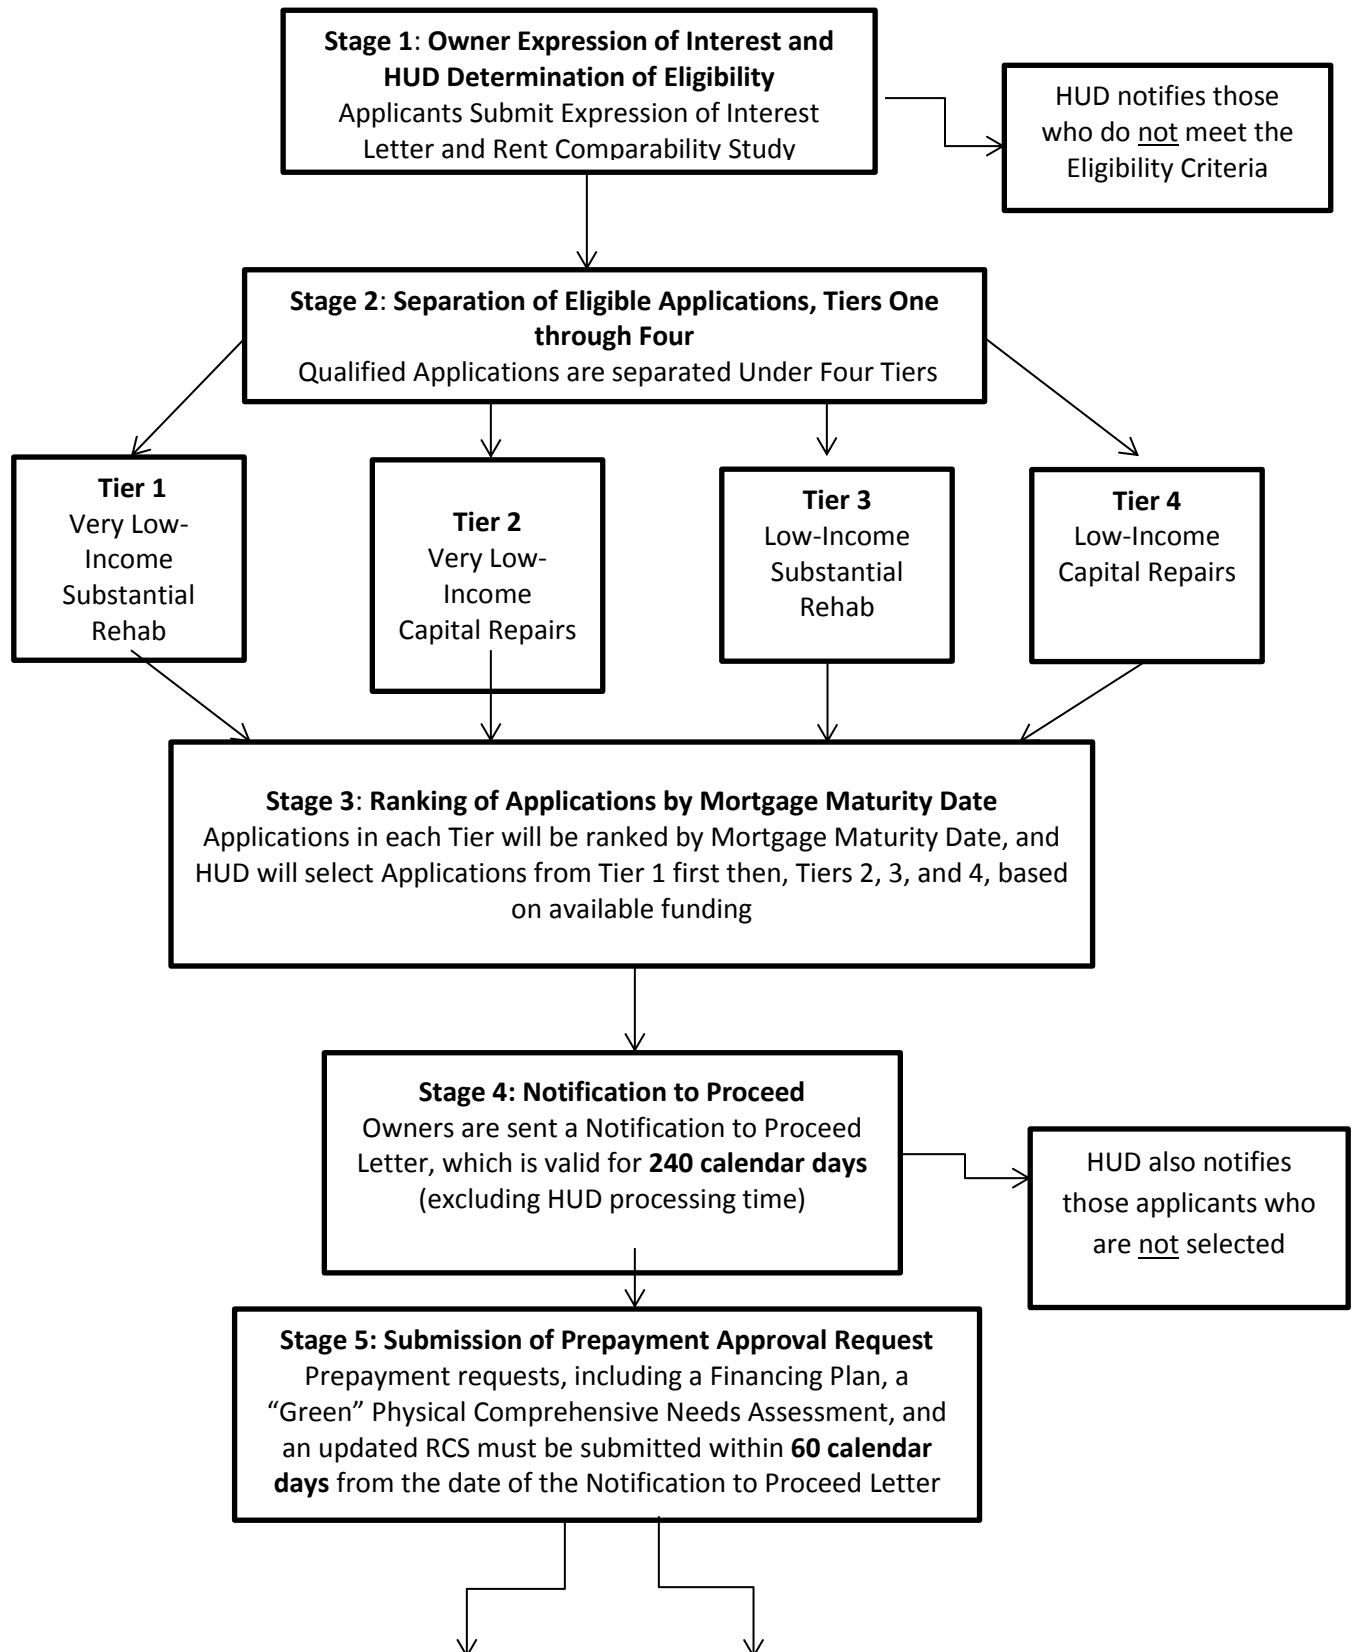 Stage 1: Owner Expression of Interest and
HUD Determination of Eligibility
Applicants Submit Expression of Interest
Letter and Rent Comparability Study
HUD notifies those
who do not meet the
Eligibility Criteria
Stage 2: Separation of Eligible Applications, Tiers One
through Four
Qualified Applications are separated Under Four Tiers
Tier 1
Very Low-
Income
Substantial
Rehab
Tier 2
Very Low-
Income
Capital Repairs
Tier 3
Low-Income
Substantial
Rehab
Tier 4
Low-Income
Capital Repairs
Stage 3: Ranking of Applications by Mortgage Maturity Date
Applications in each Tier will be ranked by Mortgage Maturity Date, and
HUD will select Applications from Tier 1 first then, Tiers 2, 3, and 4, based
on available funding
Stage 4: Notification to Proceed
Owners are sent a Notification to Proceed
Letter, which is valid for 240 calendar days
(excluding HUD processing time)
HUD also notifies
those applicants who
are not selected
Stage 5: Submission of Prepayment Approval Request
Prepayment requests, including a Financing Plan, a
“Green” Physical Comprehensive Needs Assessment, and
an updated RCS must be submitted within 60 calendar
days from the date of the Notification to Proceed Letter